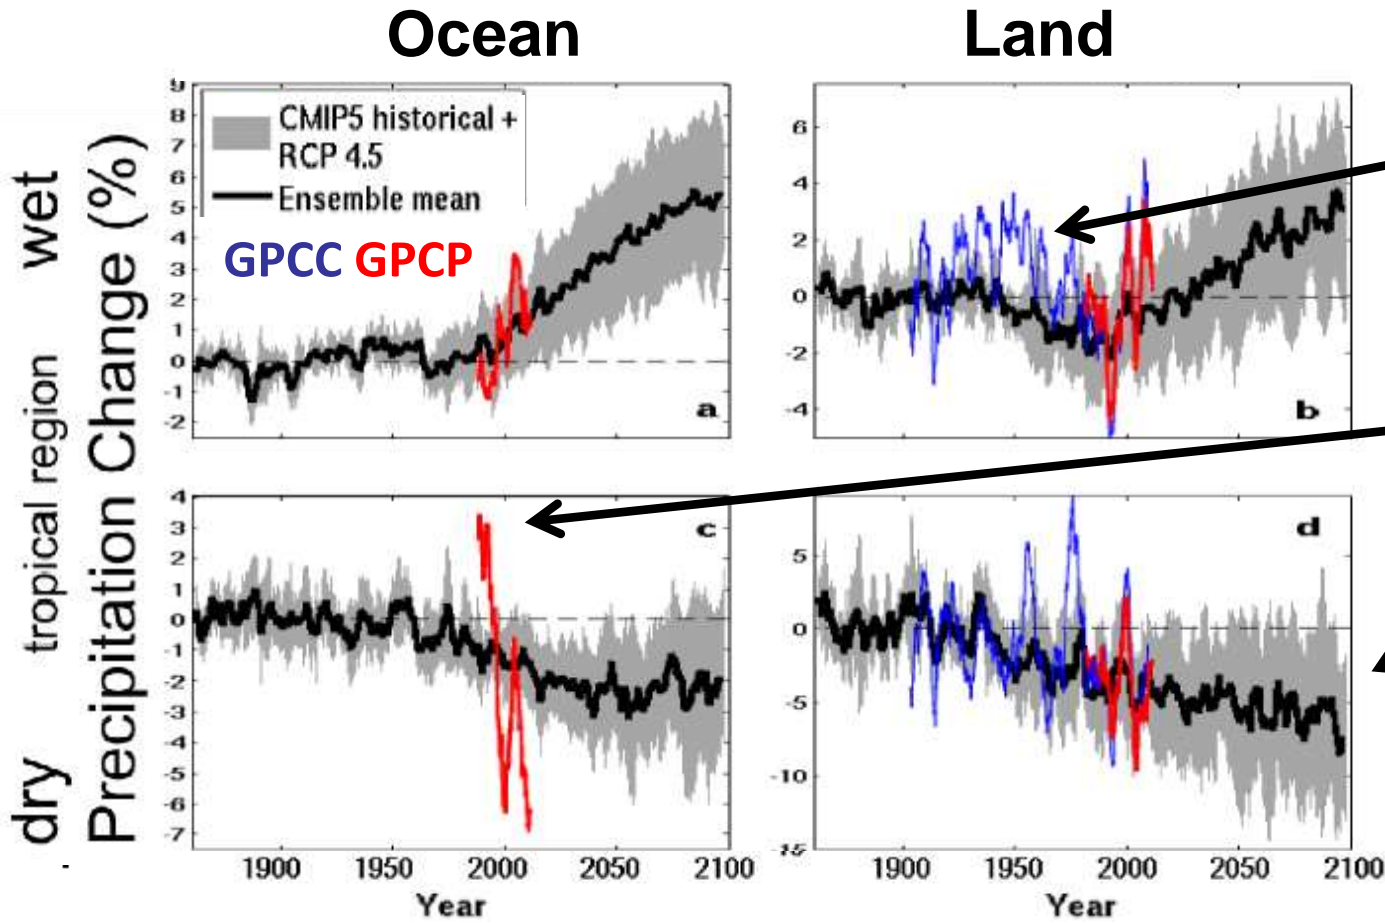 Ocean
Land
wet
tropical region
dry
Precipitation Change (%)
CMIP5 historical +
RCP 4.5
Ensemble mean
GPCC GPCP
9
8
7
6
5
4
3
2
1
0
-1
-2
a
6
4
2
0
-2
-4
b
4
3
2
1
0
-1
-2
-3
-4
-5
-6
-7
c
1900 1950 2000 2050 2100
Year
5
0
-5
-10
-15
d
1900 1950 2000 2050 2100
Year